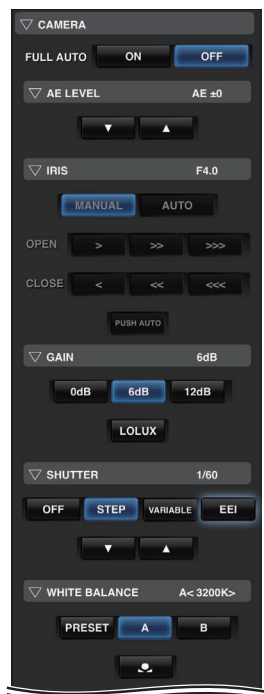 ▽ CAMERA
FULL AUTO ON OFF
▽ AE LEVEL AE ±0
▼ ▲
▽ IRIS F4.0
MANUAL AUTO
OPEN > >> >>>
CLOSE < << <<<
PUSH AUTO
▽ GAIN 6dB
0dB 6dB 12dB
LOLUX
▽ SHUTTER 1/60
OFF STEP VARIABLE EEI
▼ ▲
▽ WHITE BALANCE A< 3200K>
PRESET A B